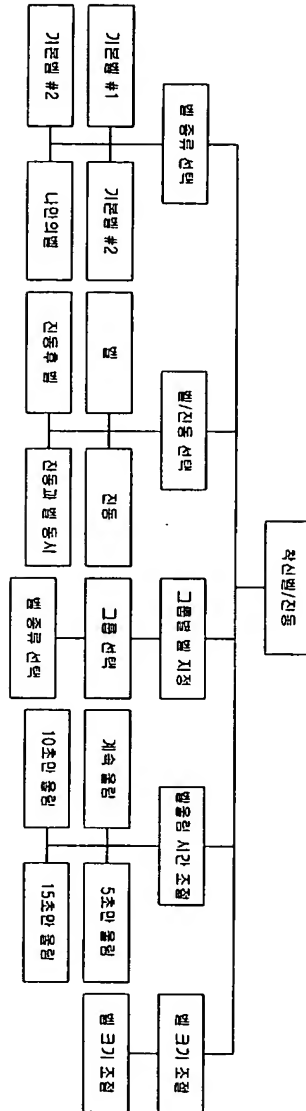 착신벨/진동
벨 종류 선택
벨/진동 선택
그룹별 벨 지정
벨울림 시간 조절
벨 크기 조절
기본벨 #1
기본벨 #2
벨
진동
그룹 선택
계속 울림
5초만 울림
벨 크기 조절
기본벨 #2
나만의벨
진동후 벨
진동과 벨 동시
벨 종류 선택
10초만 울림
15초만 울림